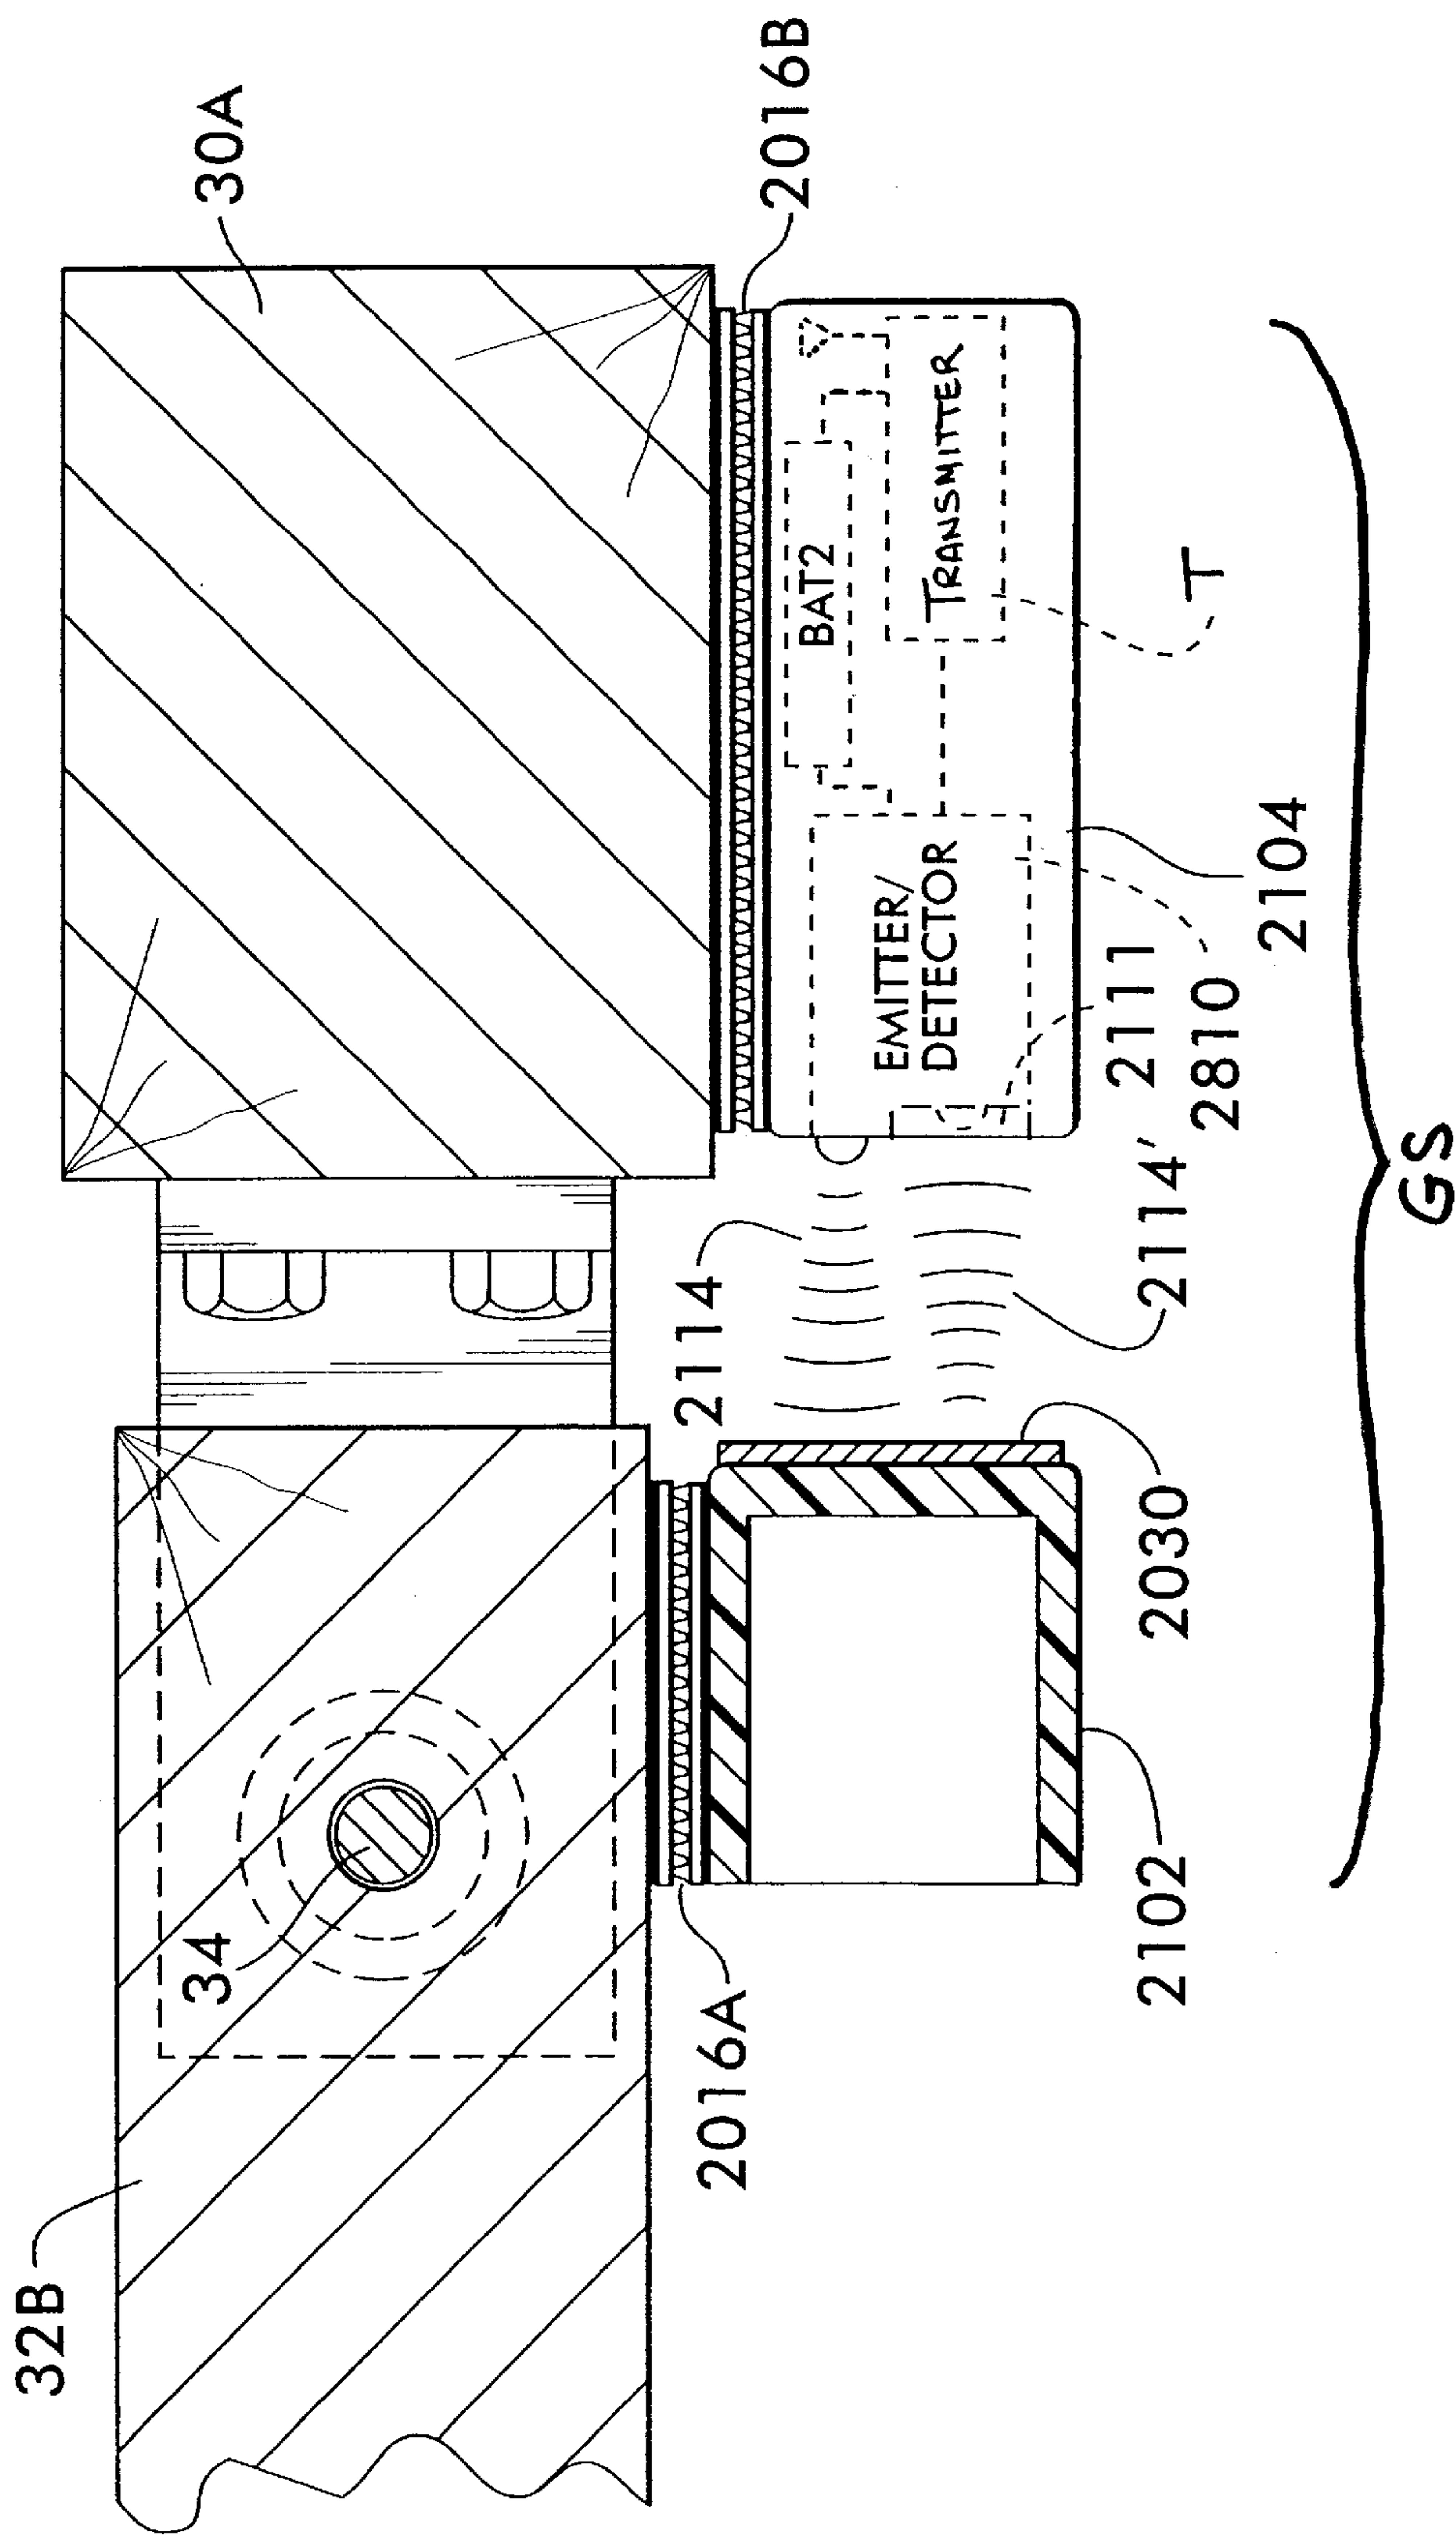 32B
34
30A
2016A
2016B
2114
BAT2
TRANSMITTER
EMITTER/
DETECTOR
2102
2030
2114'
2111
2810
2104
T
GS